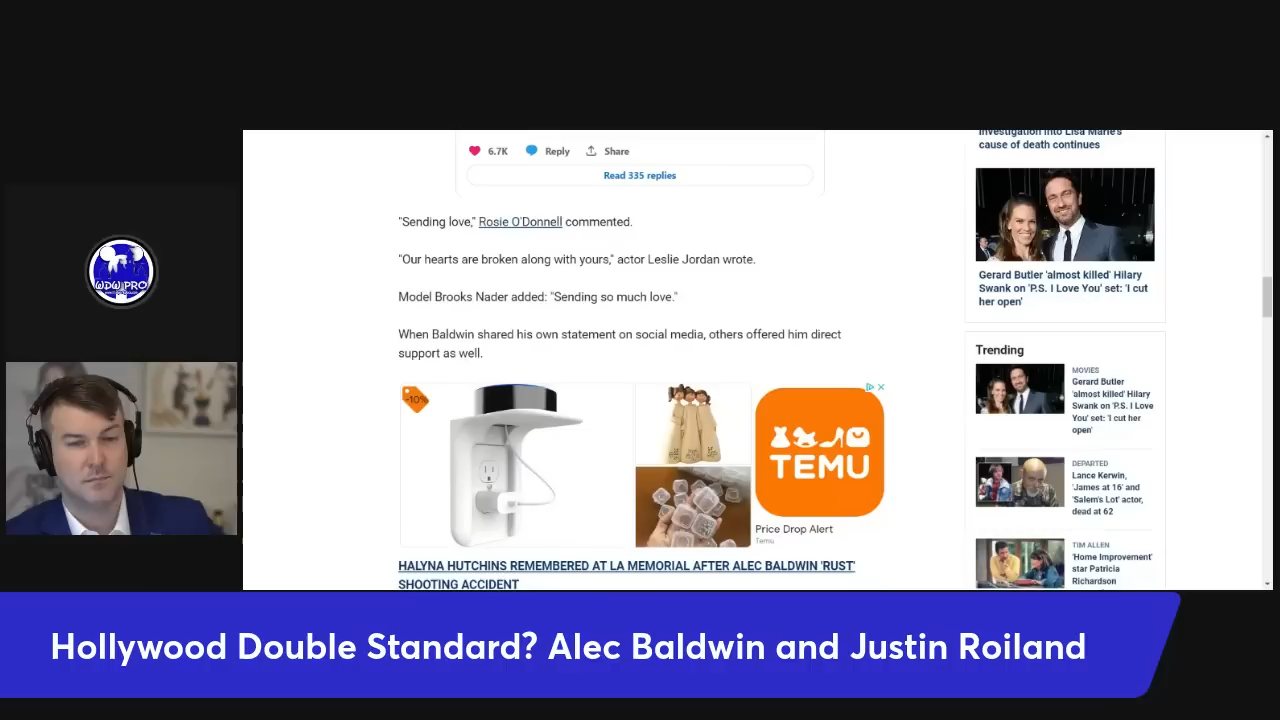 6.7K Reply Share
Read 335 replies
"Sending love," Rosie O'Donnell commented.
"Our hearts are broken along with yours," actor Leslie Jordan wrote.
Model Brooks Nader added: "Sending so much love."
When Baldwin shared his own statement on social media, others offered him direct
support as well.
-10%
TEMU
Price Drop Alert
Temu
HALYNA HUTCHINS REMEMBERED AT LA MEMORIAL AFTER ALEC BALDWIN 'RUST'
SHOOTING ACCIDENT
investigation into Lisa Marie's
cause of death continues
Gerard Butler 'almost killed' Hilary
Swank on 'P.S. I Love You' set: 'I cut
her open'
Trending
MOVIES
Gerard Butler
'almost killed' Hilary
Swank on 'P.S. I Love
You' set: 'I cut her
open'
DEPARTED
Lance Kerwin,
'James at 16' and
'Salem's Lot' actor,
dead at 62
TIM ALLEN
'Home Improvement'
star Patricia
Richardson
WDW PRO
Hollywood Double Standard? Alec Baldwin and Justin Roiland